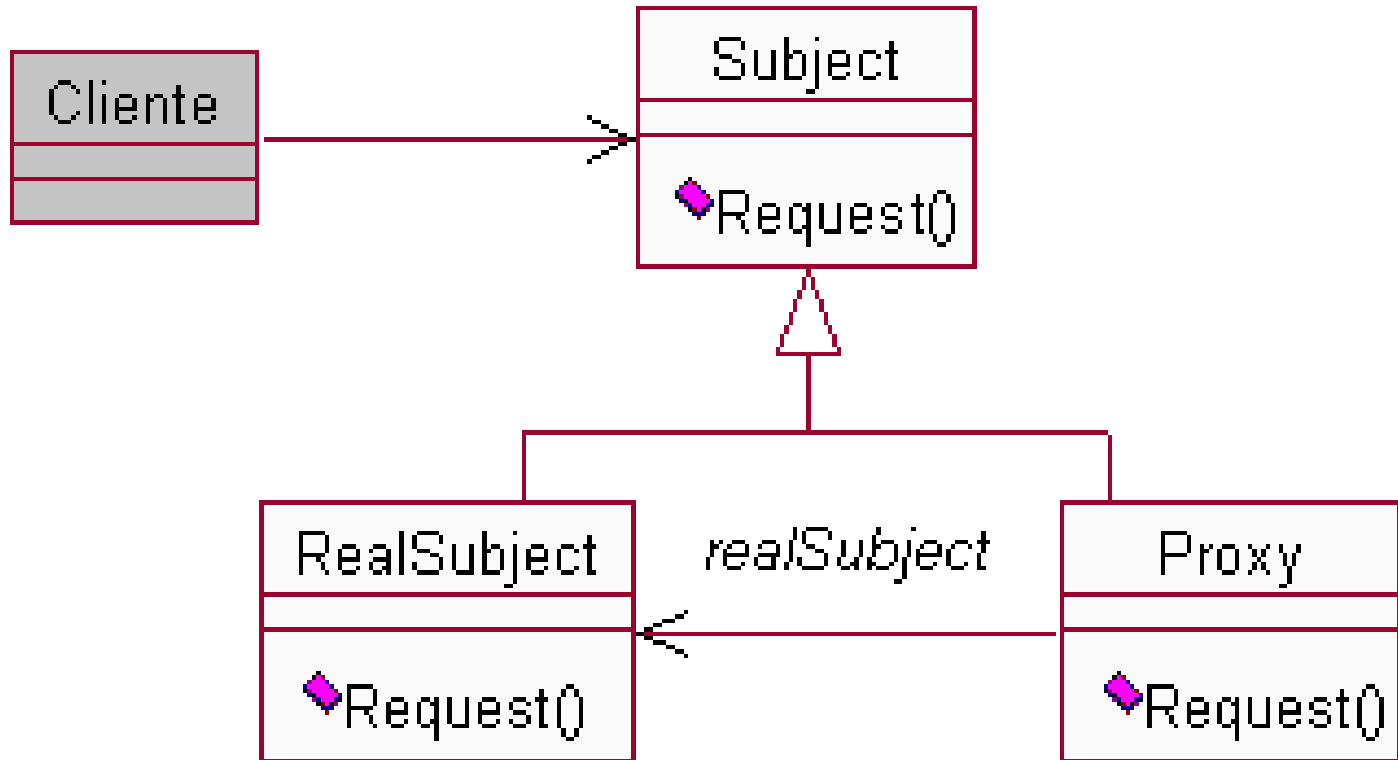 Cliente
Subject
Request()
RealSubject
Request()
realSubject
Proxy
Request()